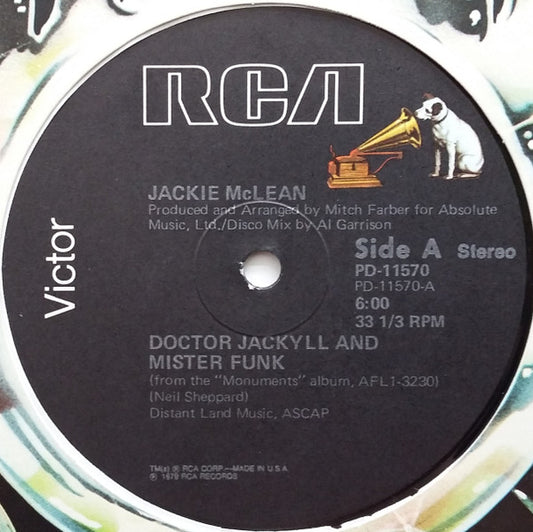 RCA
Victor
JACKIE McLEAN
Produced and Arranged by Mitch Farber for Absolute
Music, Ltd./Disco Mix by Al Garrison
Side A Stereo
PD-11570
PD-11570-A
6:00
33 1/3 RPM
DOCTOR JACKYLL AND
MISTER FUNK
(from the "Monuments" album, AFL1-3230)
(Neil Sheppard)
Distant Land Music, ASCAP
TM(s) ® RCA CORP.—MADE IN U.S.A.
℗ 1979 RCA RECORDS